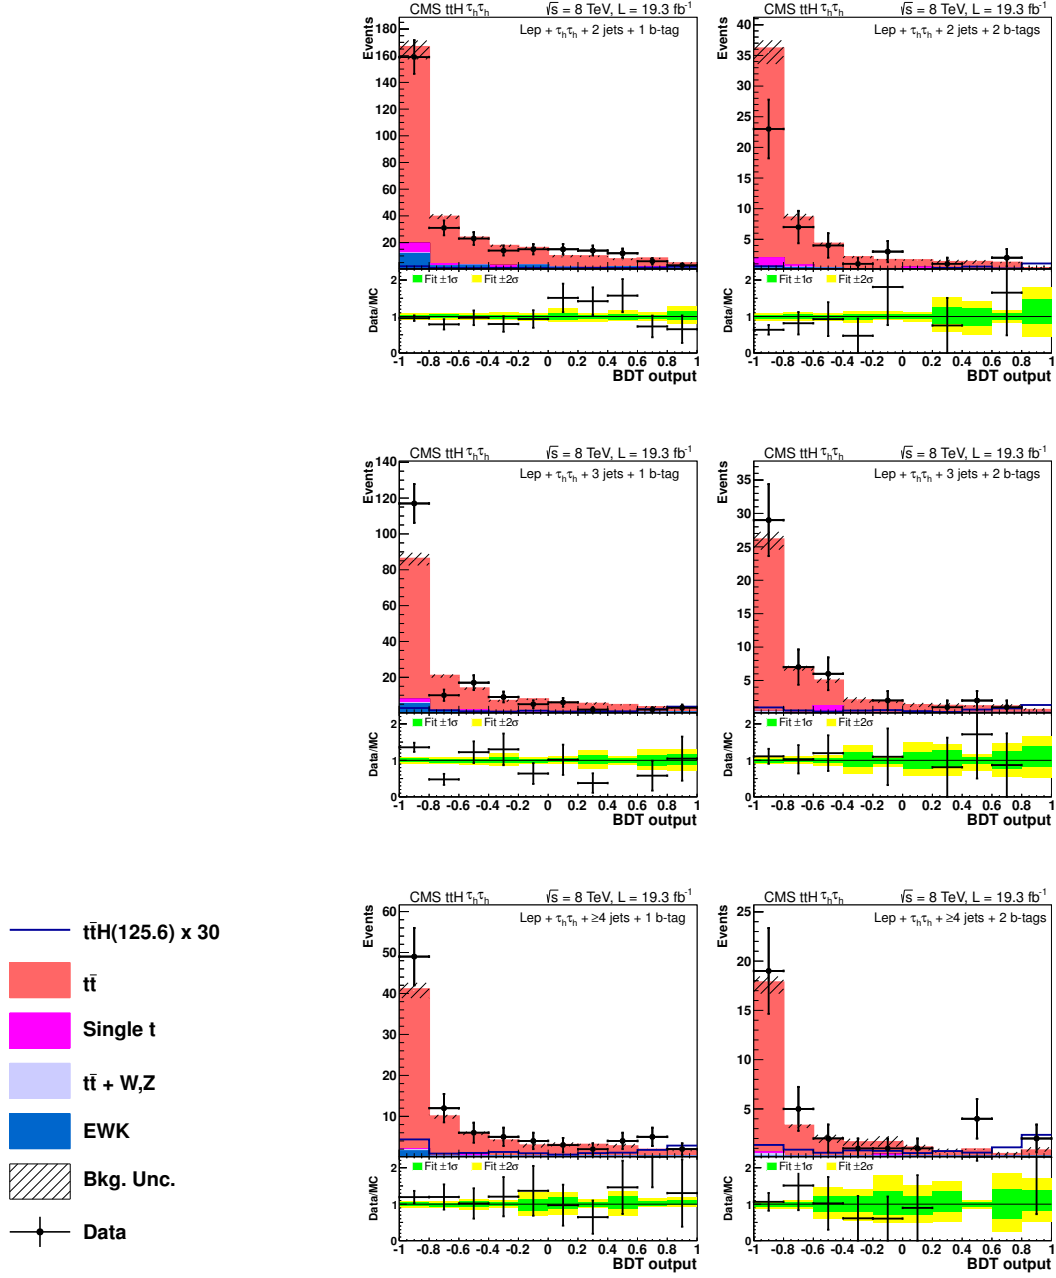 CMS ttH τhτh √s = 8 TeV, L = 19.3 fb-1
Lep + τhτh + 2 jets + 1 b-tag
Events
160
140
120
100
80
60
40
20
Fit ±1σ Fit ±2σ
Data/MC
2
1
0
-1 -0.8 -0.6 -0.4 -0.2 0 0.2 0.4 0.6 0.8 1
BDT output
CMS ttH τhτh √s = 8 TeV, L = 19.3 fb-1
Lep + τhτh + 2 jets + 2 b-tags
Events
40
35
30
25
20
15
10
5
Fit ±1σ Fit ±2σ
Data/MC
2
1
0
-1 -0.8 -0.6 -0.4 -0.2 0 0.2 0.4 0.6 0.8 1
BDT output
CMS ttH τhτh √s = 8 TeV, L = 19.3 fb-1
Lep + τhτh + 3 jets + 1 b-tag
Events
140
120
100
80
60
40
20
Fit ±1σ Fit ±2σ
Data/MC
2
1
0
-1 -0.8 -0.6 -0.4 -0.2 0 0.2 0.4 0.6 0.8 1
BDT output
CMS ttH τhτh √s = 8 TeV, L = 19.3 fb-1
Lep + τhτh + 3 jets + 2 b-tags
Events
35
30
25
20
15
10
5
Fit ±1σ Fit ±2σ
Data/MC
2
1
0
-1 -0.8 -0.6 -0.4 -0.2 0 0.2 0.4 0.6 0.8 1
BDT output
tt̄H(125.6) x 30
tt̄
Single t
tt̄ + W,Z
EWK
Bkg. Unc.
Data
CMS ttH τhτh √s = 8 TeV, L = 19.3 fb-1
Lep + τhτh + ≥4 jets + 1 b-tag
Events
60
50
40
30
20
10
Fit ±1σ Fit ±2σ
Data/MC
2
1
0
-1 -0.8 -0.6 -0.4 -0.2 0 0.2 0.4 0.6 0.8 1
BDT output
CMS ttH τhτh √s = 8 TeV, L = 19.3 fb-1
Lep + τhτh + ≥4 jets + 2 b-tags
Events
25
20
15
10
5
Fit ±1σ Fit ±2σ
Data/MC
2
1
0
-1 -0.8 -0.6 -0.4 -0.2 0 0.2 0.4 0.6 0.8 1
BDT output